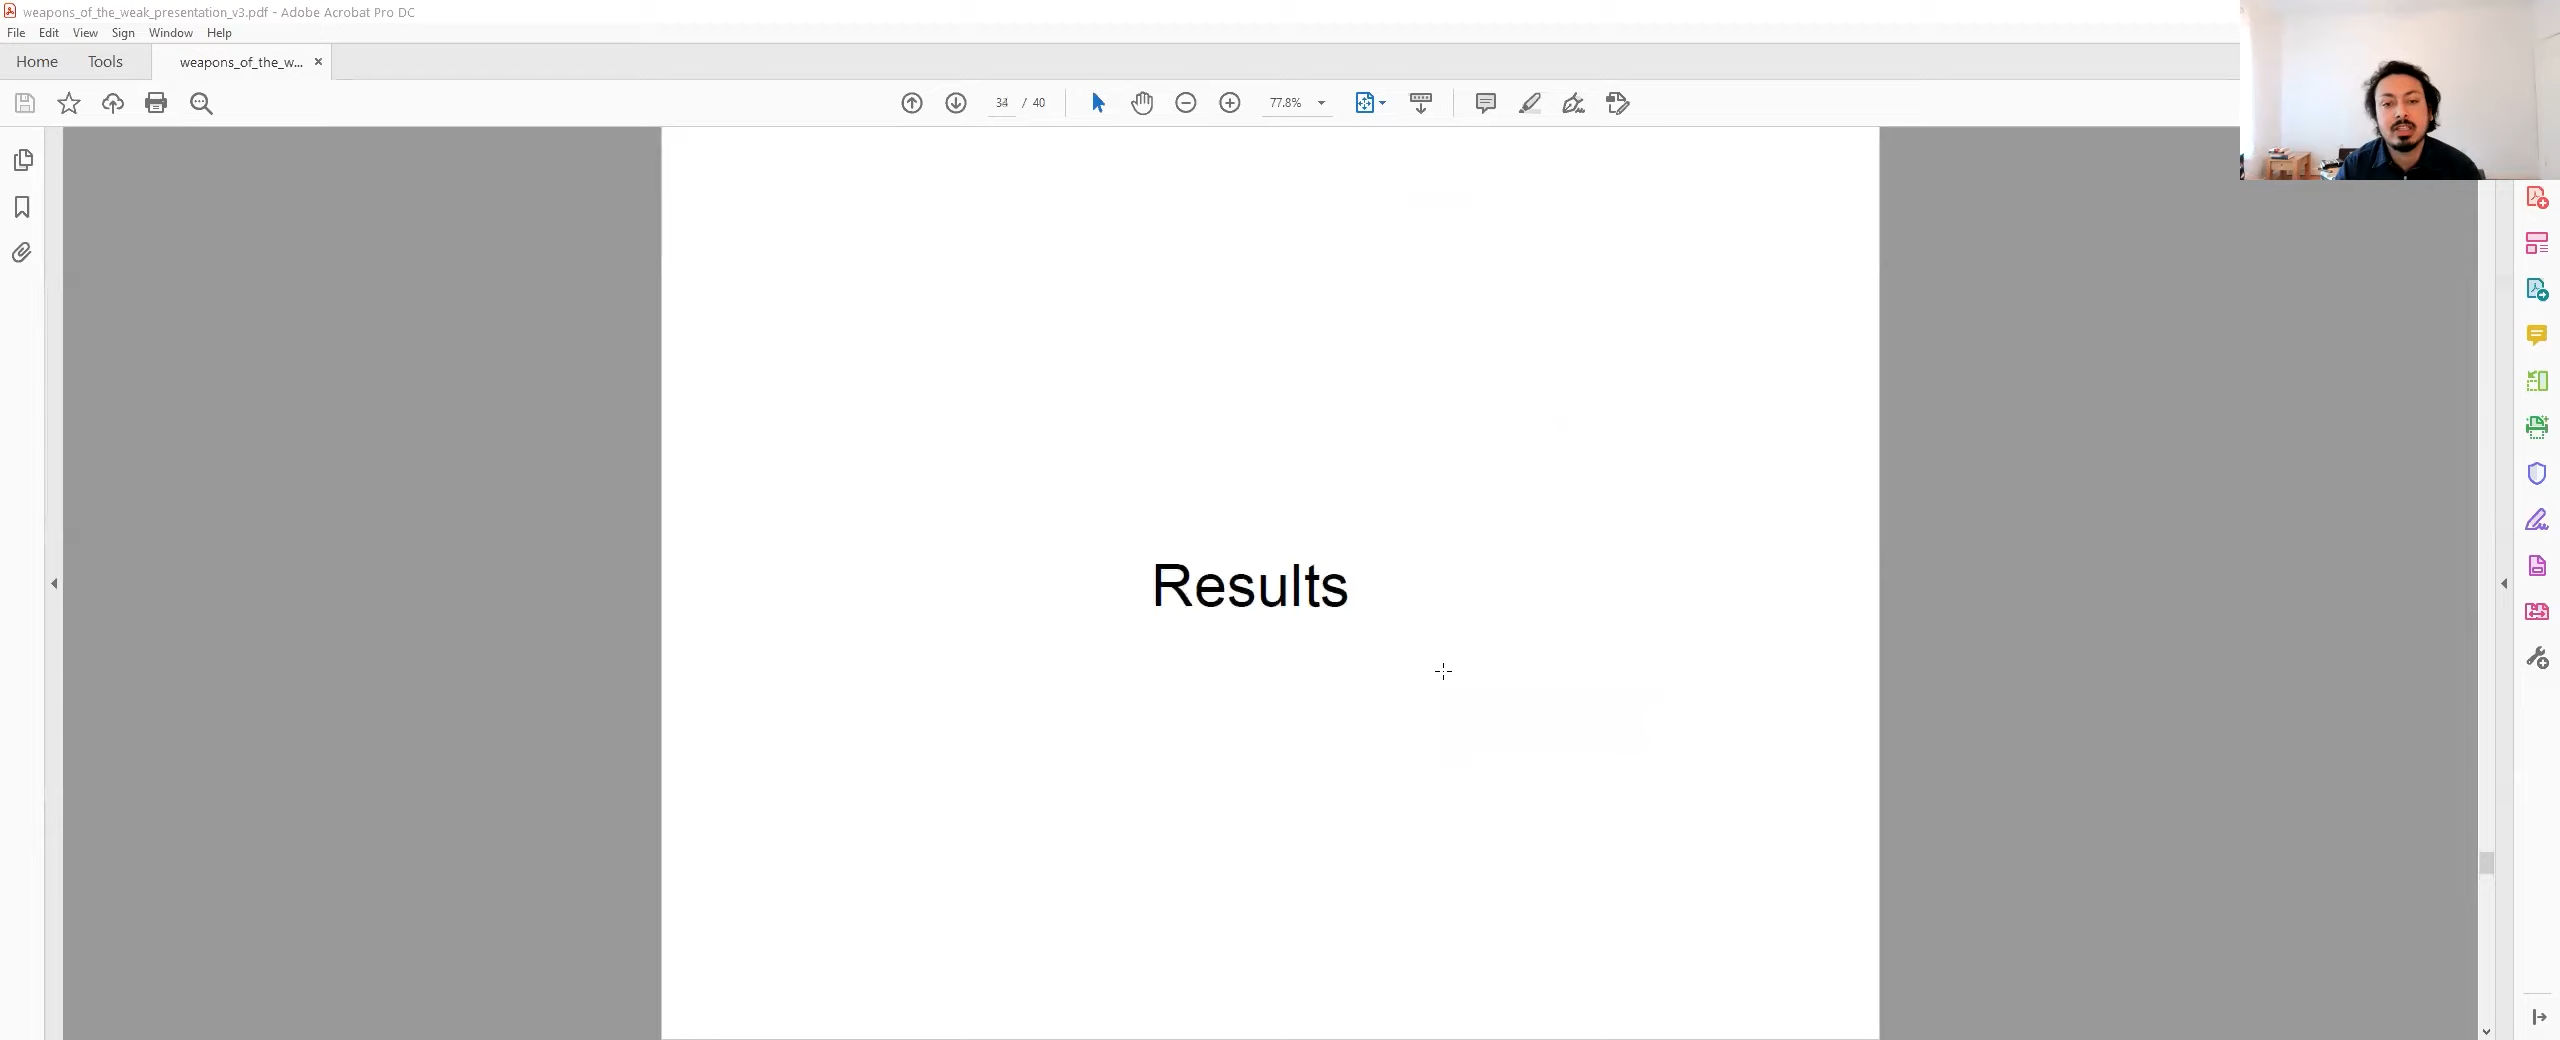 weapons_of_the_weak_presentation_v3.pdf - Adobe Acrobat Pro DC
File Edit View Sign Window Help
Home Tools weapons_of_the_w... ×
34 / 40 77.8%
Results